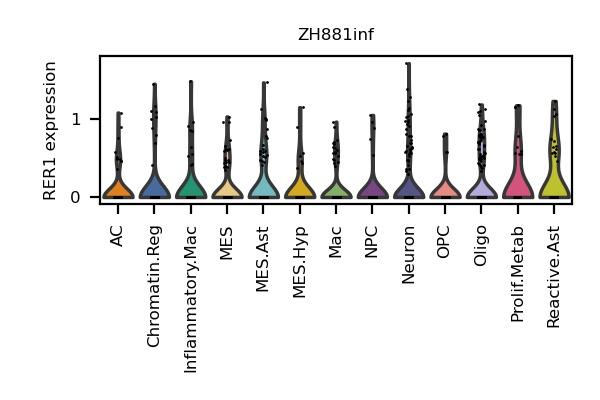 ZH881inf
RER1 expression
1
0
AC
Chromatin.Reg
Inflammatory.Mac
MES
MES.Ast
MES.Hyp
Mac
NPC
Neuron
OPC
Oligo
Prolif.Metab
Reactive.Ast